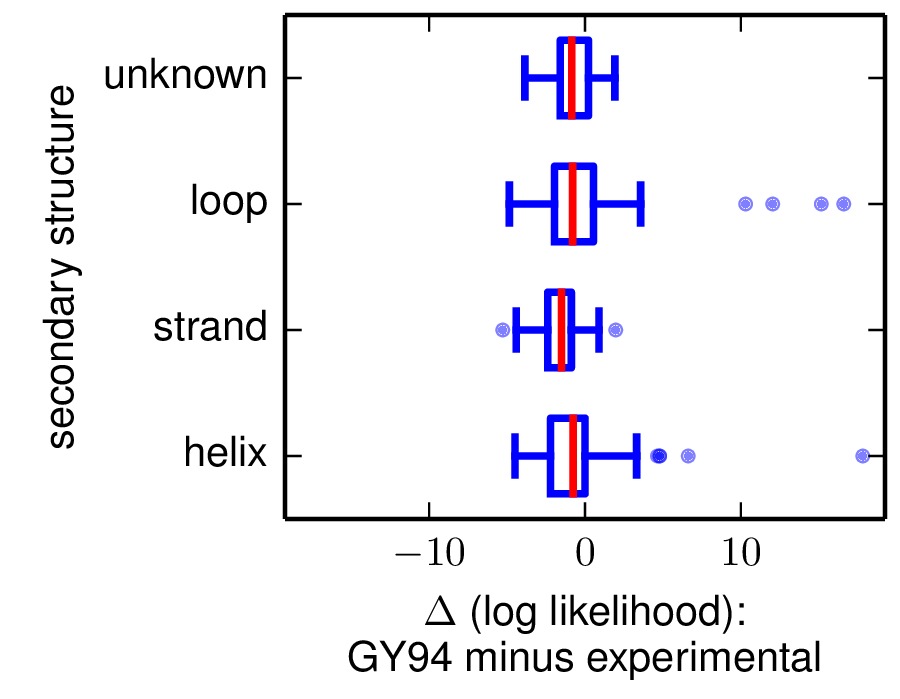 unknown
loop
strand
helix
secondary structure
−10 0 10
Δ (log likelihood):
GY94 minus experimental